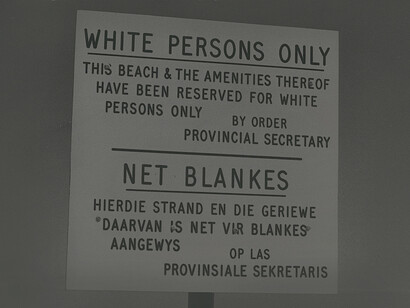 WHITE PERSONS ONLY
THIS BEACH & THE AMENITIES THEREOF
HAVE BEEN RESERVED FOR WHITE
PERSONS ONLY
BY ORDER
PROVINCIAL SECRETARY
NET BLANKES
HIERDIE STRAND EN DIE GERIEWE
DAARVAN IS NET VIR BLANKES
AANGEWYS
OP LAS
PROVINSIALE SEKRETARIS